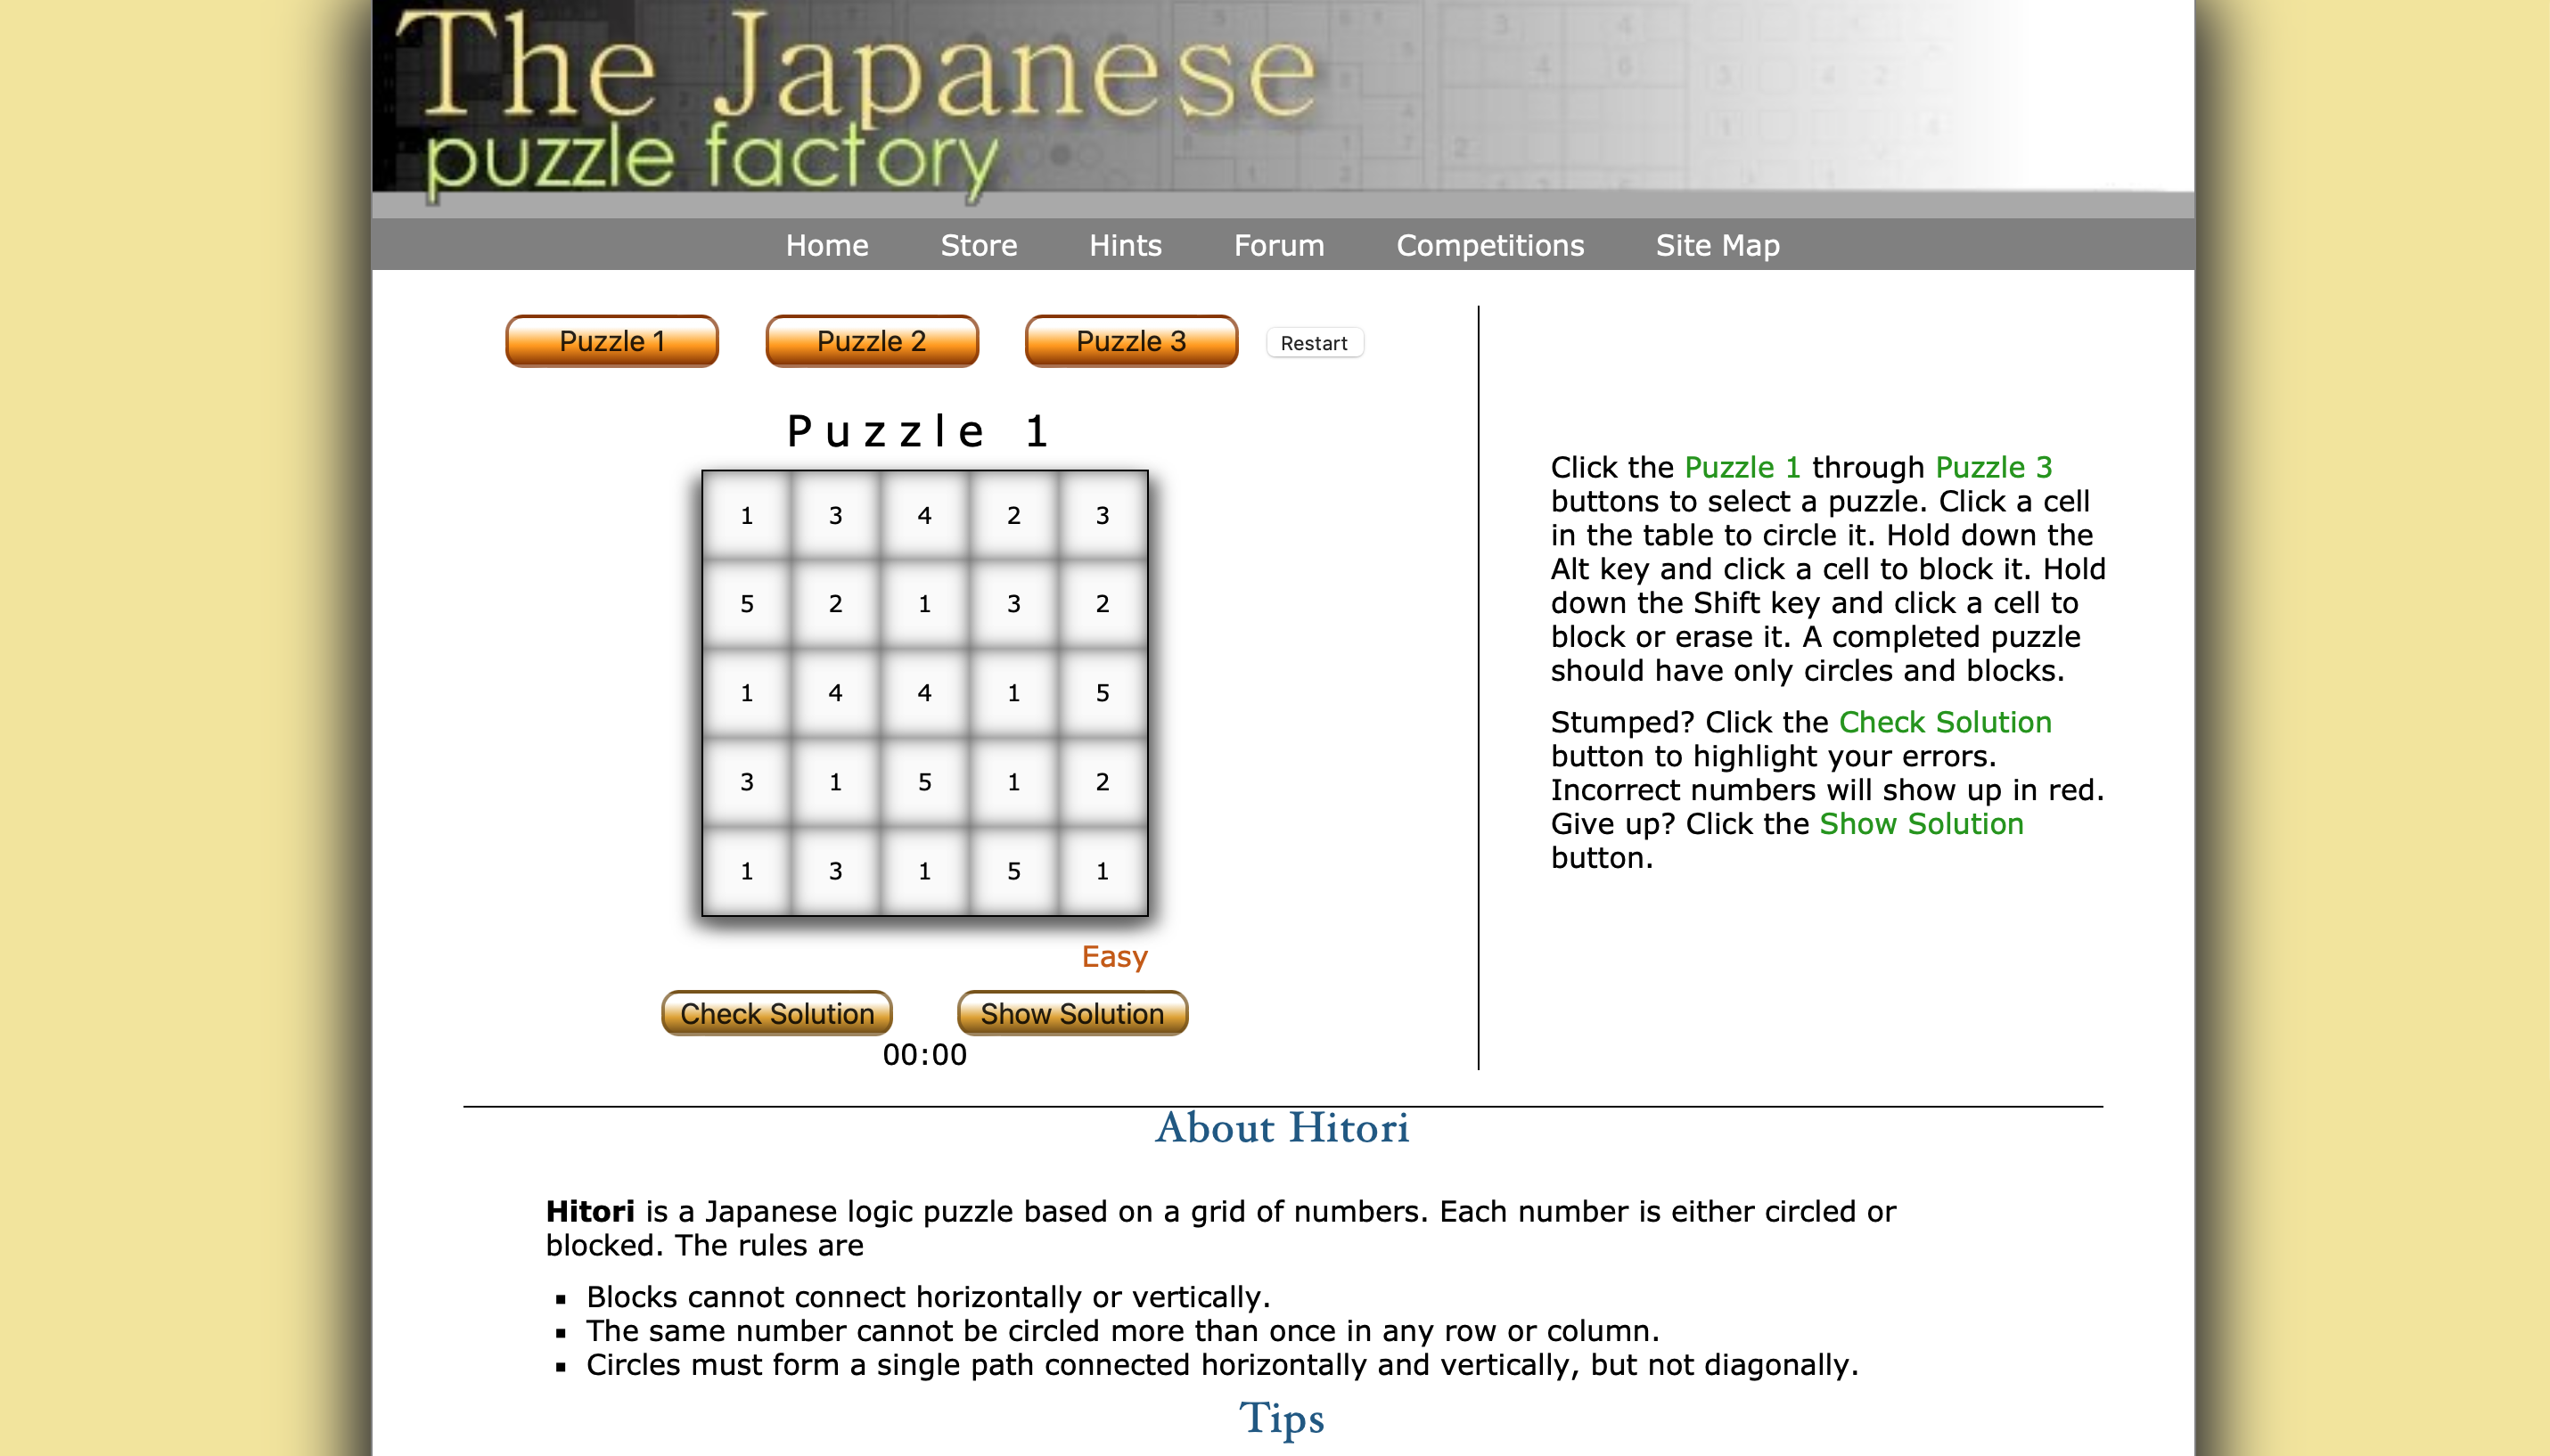 The Japanese
puzzle factory
Home Store Hints Forum Competitions Site Map
Puzzle 1 Puzzle 2 Puzzle 3 Restart
Puzzle 1
1 3 4 2 3
5 2 1 3 2
1 4 4 1 5
3 1 5 1 2
1 3 1 5 1
Easy
Check Solution Show Solution
00:00
Click the Puzzle 1 through Puzzle 3
buttons to select a puzzle. Click a cell
in the table to circle it. Hold down the
Alt key and click a cell to block it. Hold
down the Shift key and click a cell to
block or erase it. A completed puzzle
should have only circles and blocks.
Stumped? Click the Check Solution
button to highlight your errors.
Incorrect numbers will show up in red.
Give up? Click the Show Solution
button.
About Hitori
Hitori is a Japanese logic puzzle based on a grid of numbers. Each number is either circled or
blocked. The rules are
▪ Blocks cannot connect horizontally or vertically.
▪ The same number cannot be circled more than once in any row or column.
▪ Circles must form a single path connected horizontally and vertically, but not diagonally.
Tips